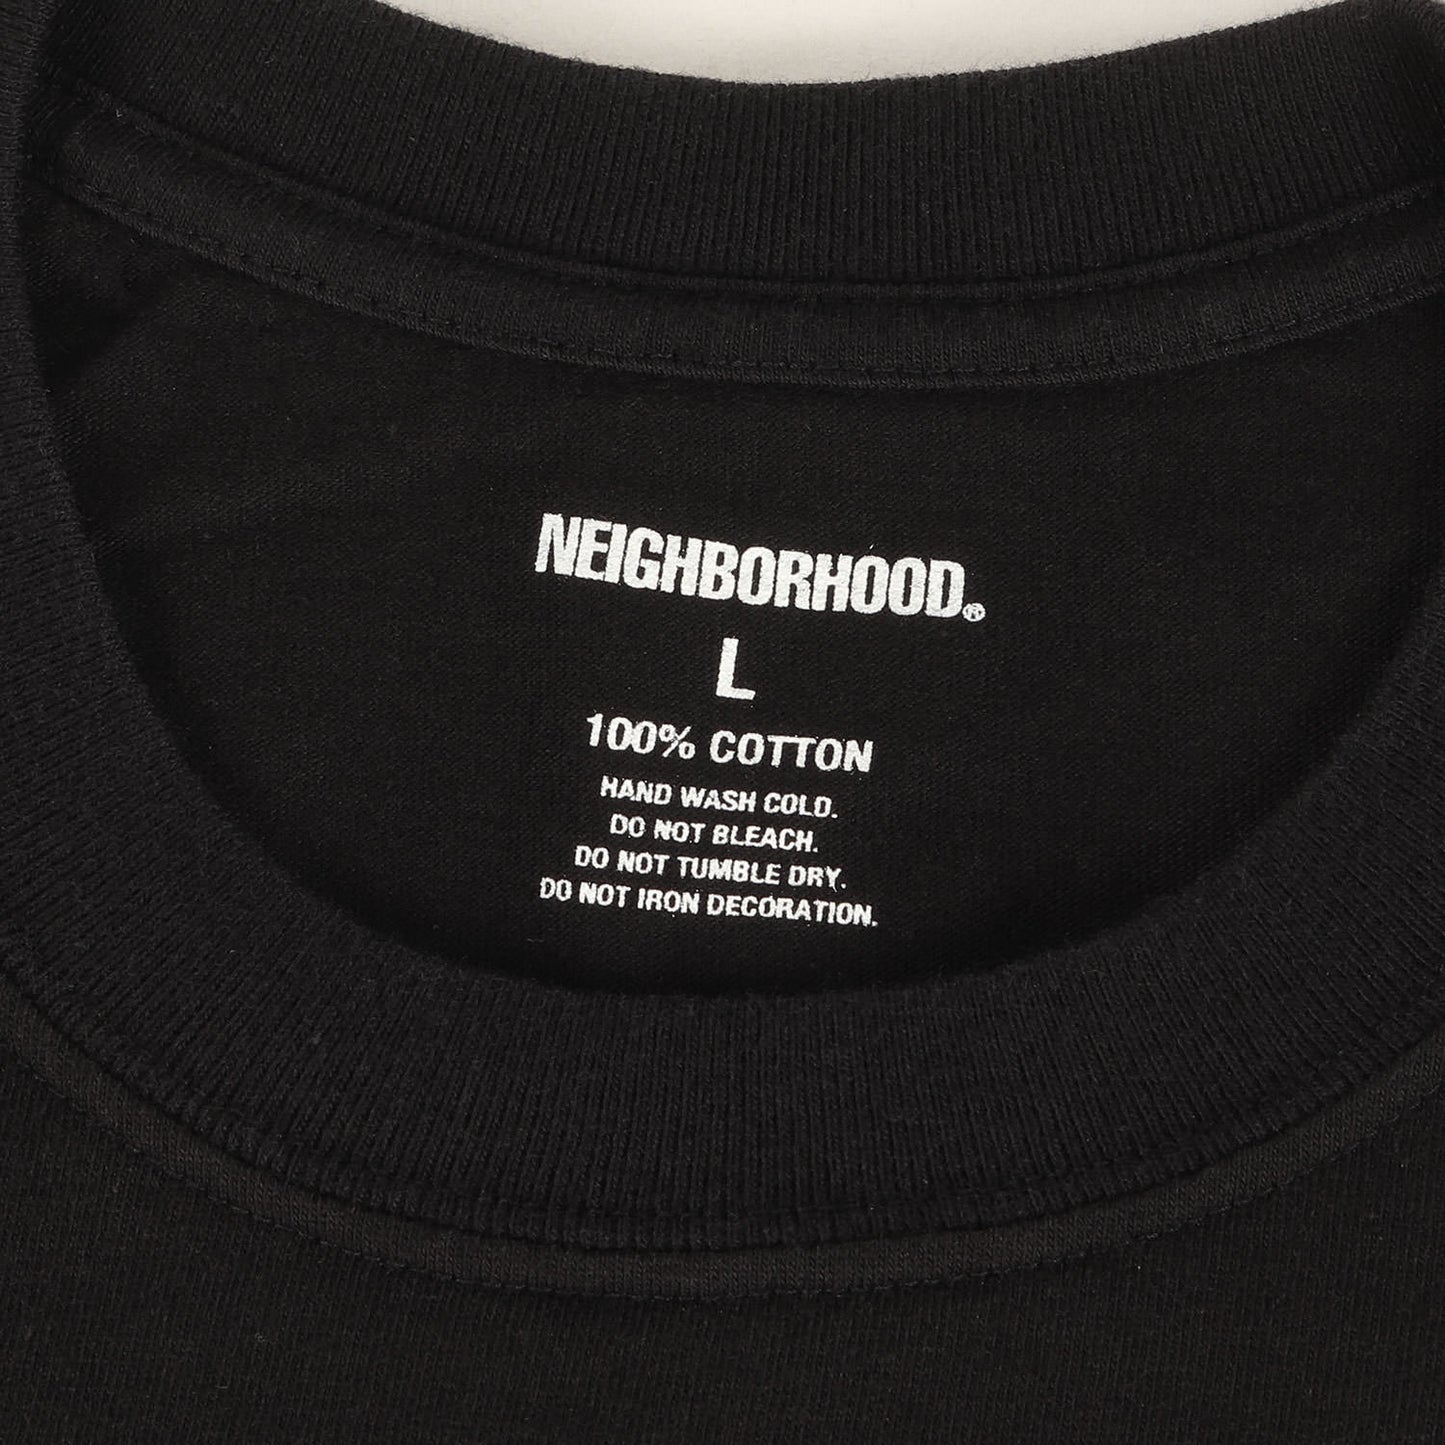 NEIGHBORHOOD®
L
100% COTTON
HAND WASH COLD.
DO NOT BLEACH.
DO NOT TUMBLE DRY.
DO NOT IRON DECORATION.